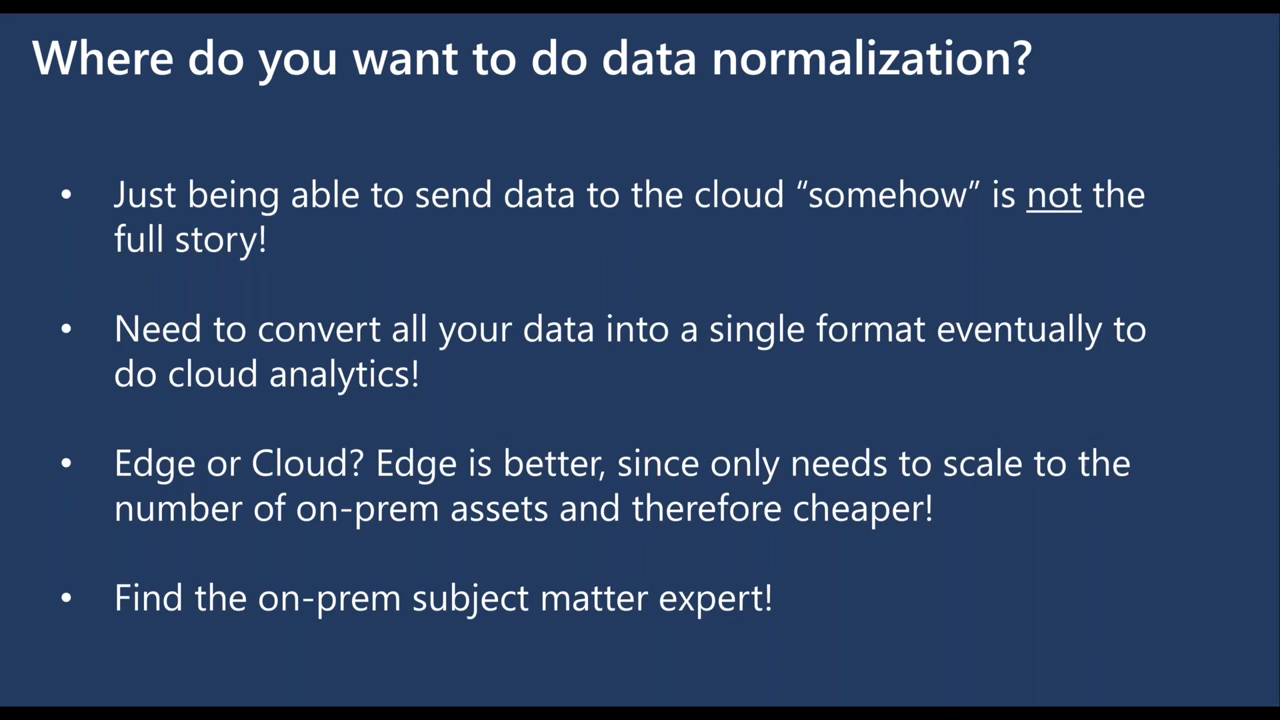 Where do you want to do data normalization?
• Just being able to send data to the cloud “somehow” is not the
full story!
• Need to convert all your data into a single format eventually to
do cloud analytics!
• Edge or Cloud? Edge is better, since only needs to scale to the
number of on-prem assets and therefore cheaper!
• Find the on-prem subject matter expert!